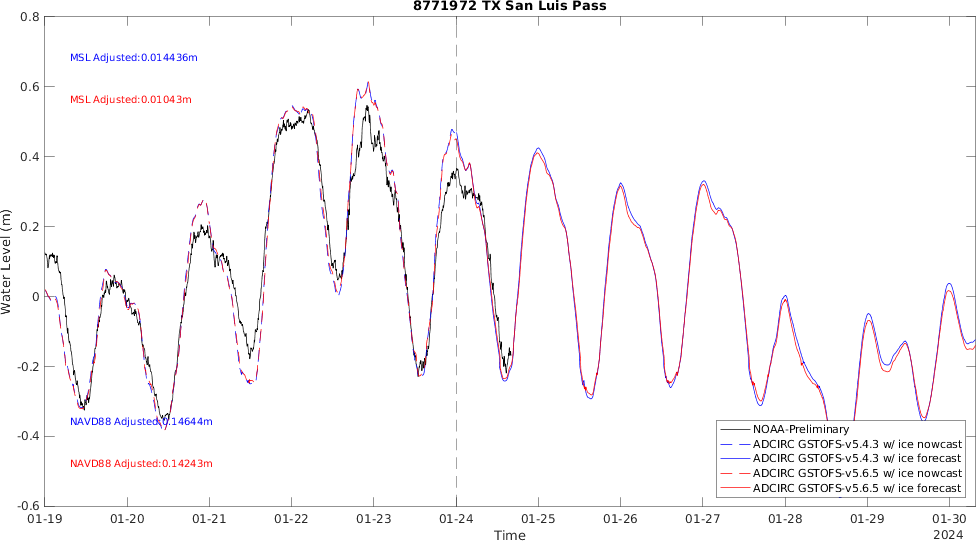 8771972 TX San Luis Pass
0.8
0.6
0.4
0.2
0
-0.2
-0.4
-0.6
Water Level (m)
MSL Adjusted:0.014436m
MSL Adjusted:0.01043m
NAVD88 Adjusted:0.14644m
NAVD88 Adjusted:0.14243m
NOAA-Preliminary
ADCIRC GSTOFS-v5.4.3 w/ ice nowcast
ADCIRC GSTOFS-v5.4.3 w/ ice forecast
ADCIRC GSTOFS-v5.6.5 w/ ice nowcast
ADCIRC GSTOFS-v5.6.5 w/ ice forecast
01-19 01-20 01-21 01-22 01-23 01-24 01-25 01-26 01-27 01-28 01-29 01-30
Time 2024